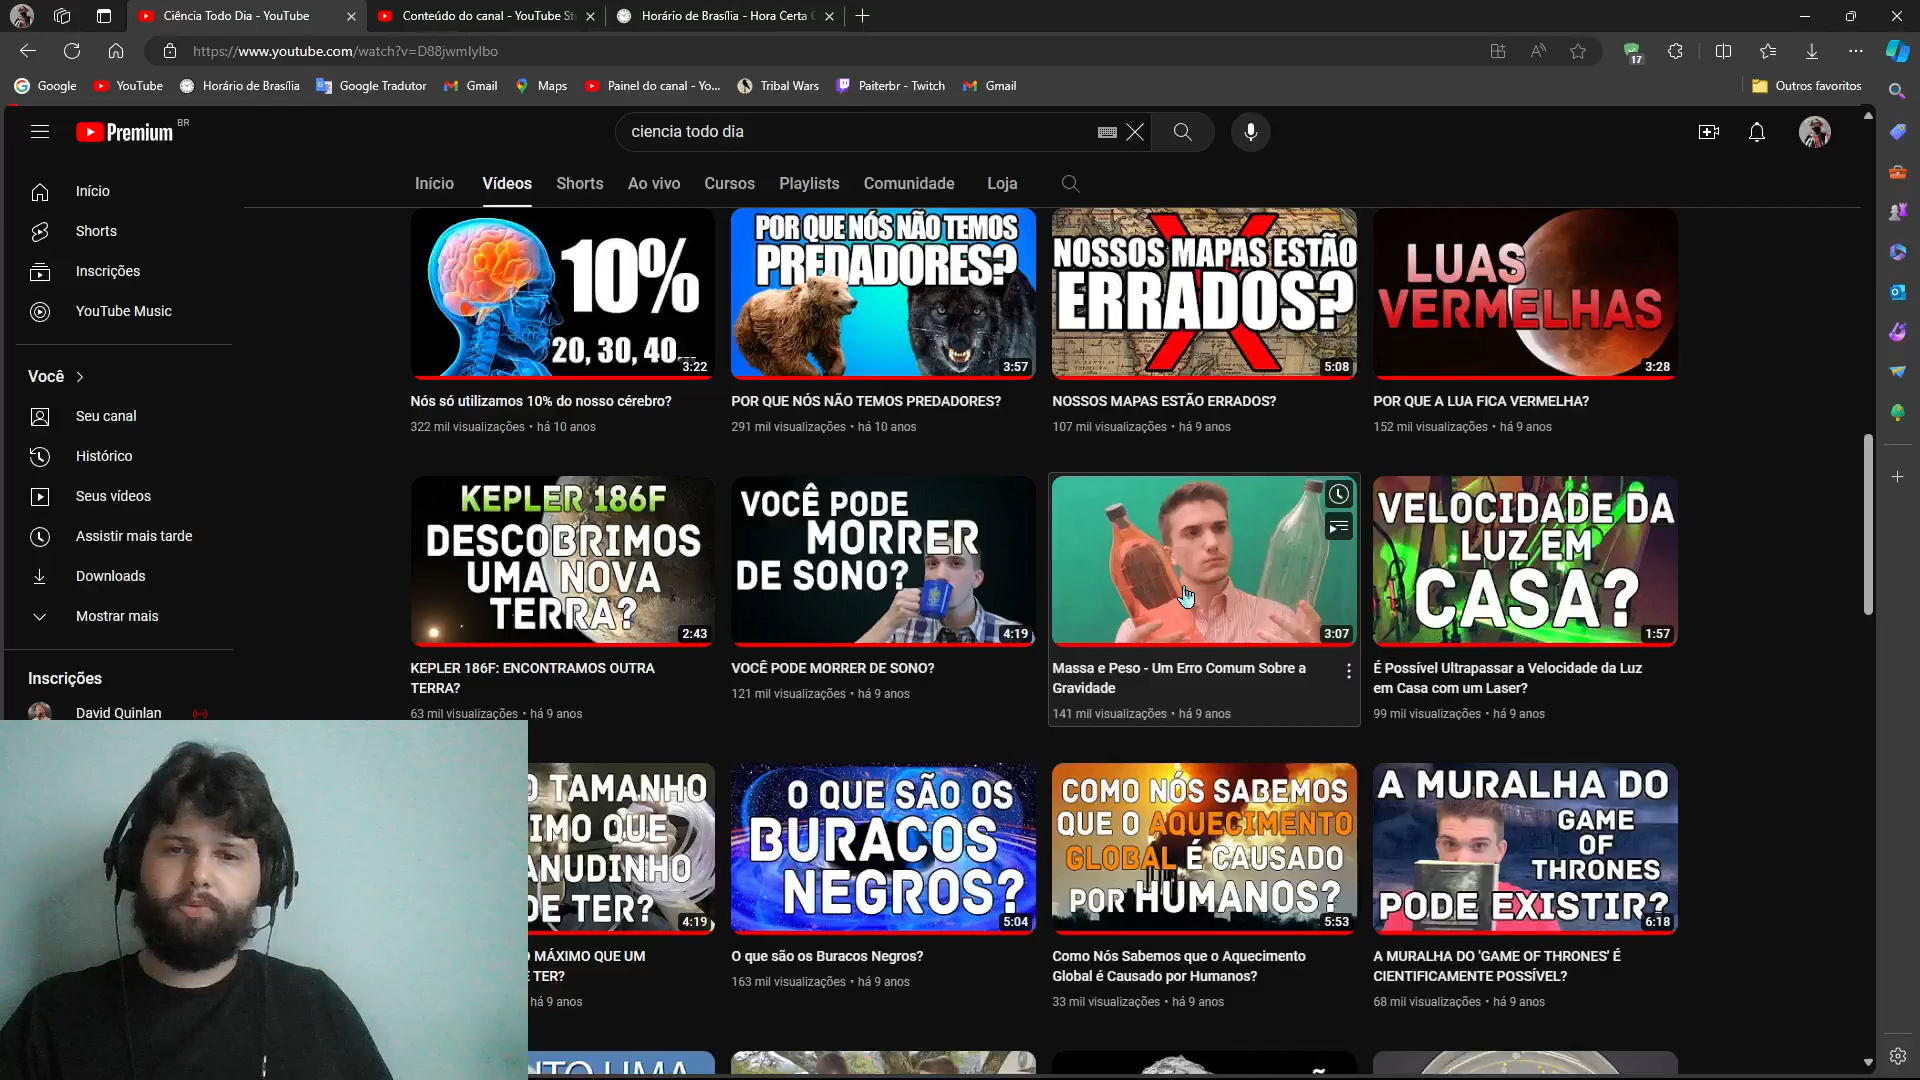 Ciência Todo Dia - YouTube
Conteúdo do canal - YouTube St
Horário de Brasília - Hora Certa
https://www.youtube.com/watch?v=D88jwmlylbo
17
Google
YouTube
Horário de Brasília
Google Tradutor
Gmail
Maps
Painel do canal - Yo...
Tribal Wars
Paiterbr - Twitch
Gmail
Outros favoritos
Premium BR
ciencia todo dia
Início
Vídeos
Shorts
Ao vivo
Cursos
Playlists
Comunidade
Loja
Início
Shorts
Inscrições
YouTube Music
Você
Seu canal
Histórico
Seus vídeos
Assistir mais tarde
Downloads
Mostrar mais
Inscrições
David Quinlan
10%
20, 30, 40...
3:22
Nós só utilizamos 10% do nosso cérebro?
322 mil visualizações • há 10 anos
POR QUE NÓS NÃO TEMOS
PREDADORES?
3:57
POR QUE NÓS NÃO TEMOS PREDADORES?
291 mil visualizações • há 10 anos
NOSSOS MAPAS ESTÃO
ERRADOS?
5:08
NOSSOS MAPAS ESTÃO ERRADOS?
107 mil visualizações • há 9 anos
LUAS
VERMELHAS
3:28
POR QUE A LUA FICA VERMELHA?
152 mil visualizações • há 9 anos
KEPLER 186F
DESCOBRIMOS
UMA NOVA
TERRA?
2:43
KEPLER 186F: ENCONTRAMOS OUTRA
TERRA?
63 mil visualizações • há 9 anos
VOCÊ PODE
MORRER
DE SONO?
4:19
VOCÊ PODE MORRER DE SONO?
121 mil visualizações • há 9 anos
3:07
Massa e Peso - Um Erro Comum Sobre a
Gravidade
141 mil visualizações • há 9 anos
VELOCIDADE DA
LUZ EM
CASA?
1:57
É Possível Ultrapassar a Velocidade da Luz
em Casa com um Laser?
99 mil visualizações • há 9 anos
O TAMANHO
IMO QUE
ANUDINHO
DE TER?
4:19
O MÁXIMO QUE UM
E TER?
há 9 anos
O QUE SÃO OS
BURACOS
NEGROS?
5:04
O que são os Buracos Negros?
163 mil visualizações • há 9 anos
COMO NÓS SABEMOS
QUE O AQUECIMENTO
GLOBAL É CAUSADO
POR HUMANOS?
5:53
Como Nós Sabemos que o Aquecimento
Global é Causado por Humanos?
33 mil visualizações • há 9 anos
A MURALHA DO
GAME
OF
THRONES
PODE EXISTIR?
6:18
A MURALHA DO 'GAME OF THRONES' É
CIENTIFICAMENTE POSSÍVEL?
68 mil visualizações • há 9 anos